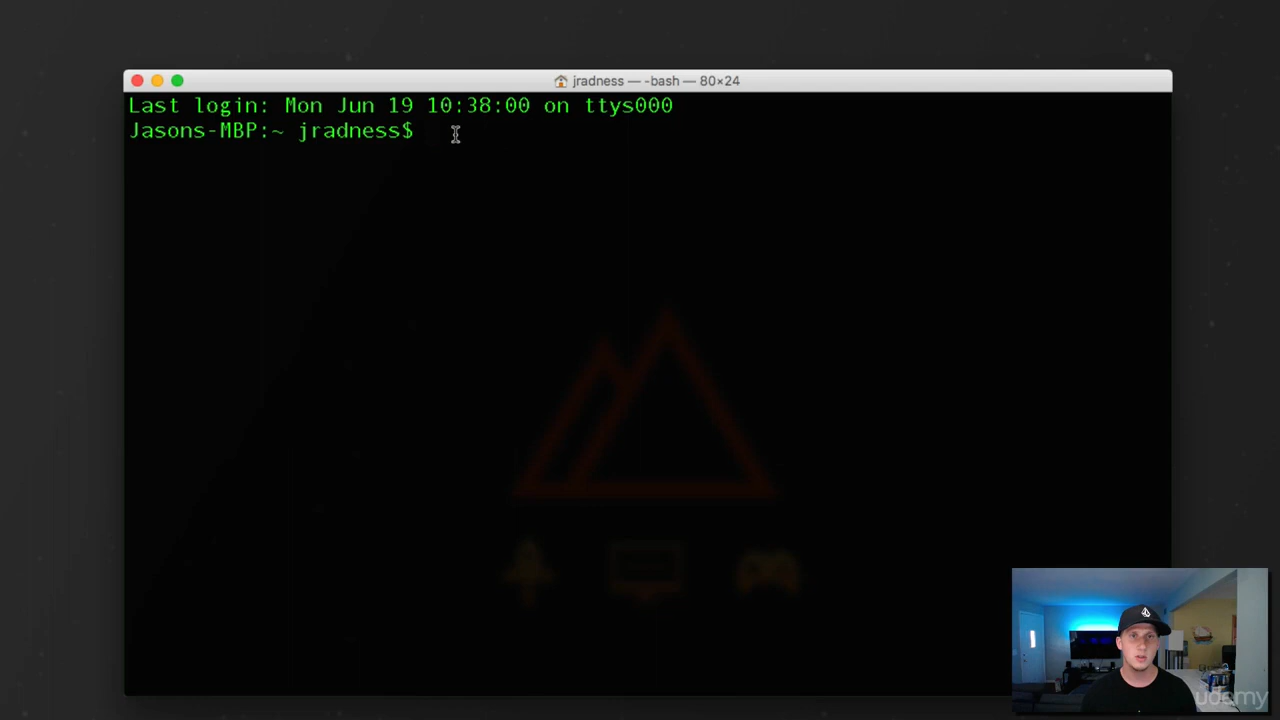 jradness — -bash — 80×24
Last login: Mon Jun 19 10:38:00 on ttys000
Jasons-MBP:~ jradness$
udemy